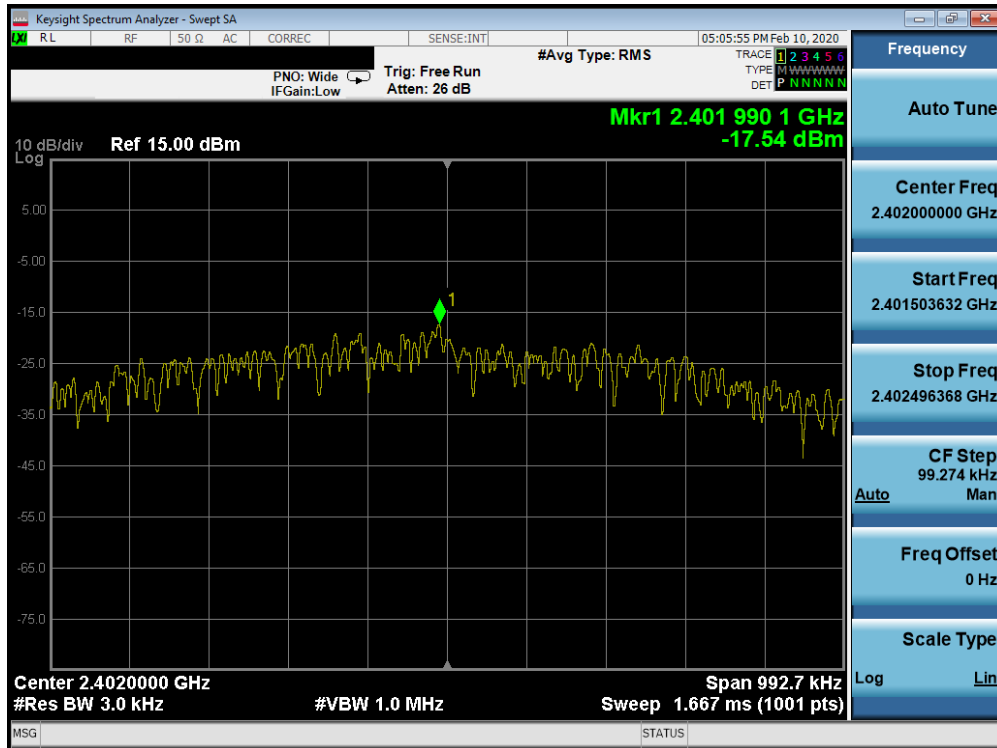 Keysight Spectrum Analyzer - Swept SA
LXI RL RF 50 Ω AC CORREC SENSE:INT 05:05:55 PM Feb 10, 2020
#Avg Type: RMS
TRACE 1 2 3 4 5 6
TYPE M W W W W W
DET P N N N N N
PNO: Wide
IFGain:Low
Trig: Free Run
Atten: 26 dB
Mkr1 2.401 990 1 GHz
-17.54 dBm
10 dB/div Ref 15.00 dBm
Log
5.00
-5.00
-15.0
-25.0
-35.0
-45.0
-55.0
-65.0
-75.0
1
Center 2.4020000 GHz
Span 992.7 kHz
#Res BW 3.0 kHz
#VBW 1.0 MHz
Sweep 1.667 ms (1001 pts)
MSG
STATUS
Frequency
Auto Tune
Center Freq
2.402000000 GHz
Start Freq
2.401503632 GHz
Stop Freq
2.402496368 GHz
CF Step
99.274 kHz
Auto Man
Freq Offset
0 Hz
Scale Type
Log Lin